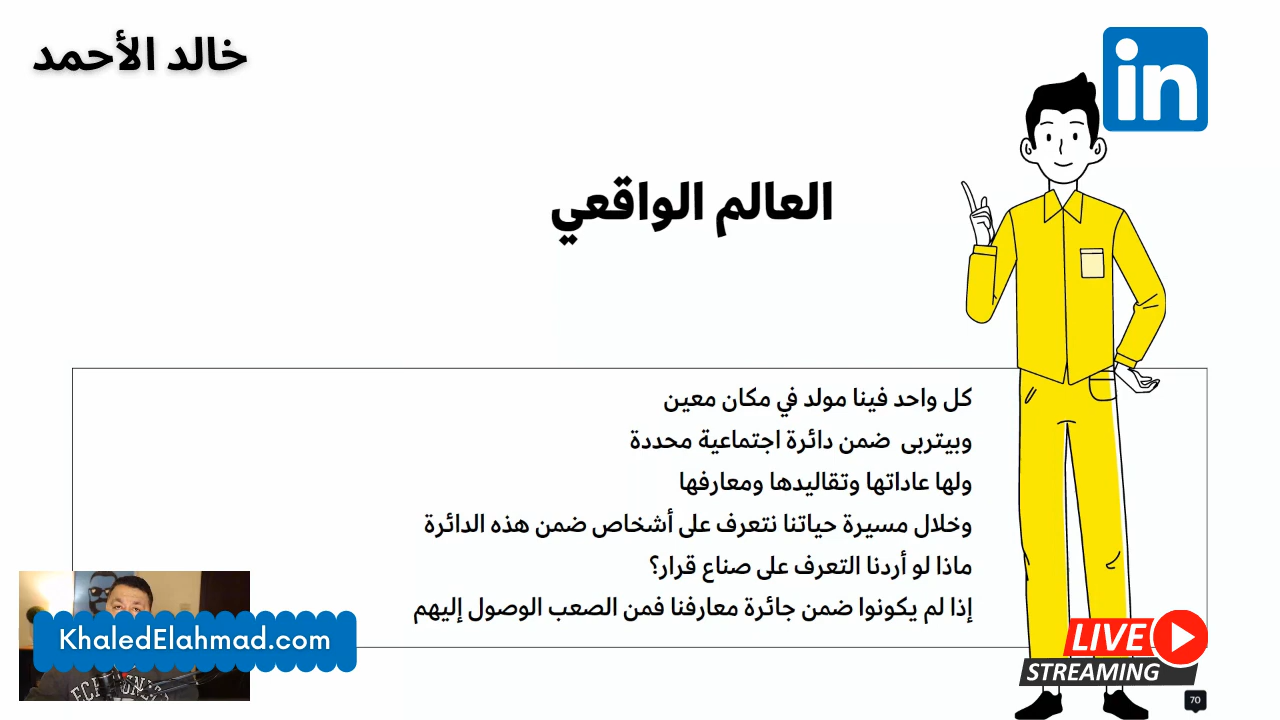 خالد الأحمد
in
العالم الواقعي
كل واحد فينا مولد في مكان معين
وبيتربى ضمن دائرة اجتماعية محددة
ولها عاداتها وتقاليدها ومعارفها
وخلال مسيرة حياتنا نتعرف على أشخاص ضمن هذه الدائرة
ماذا لو أردنا التعرف على صناع قرار؟
إذا لم يكونوا ضمن جائرة معارفنا فمن الصعب الوصول إليهم
KhaledElahmad.com
LIVE
STREAMING
70